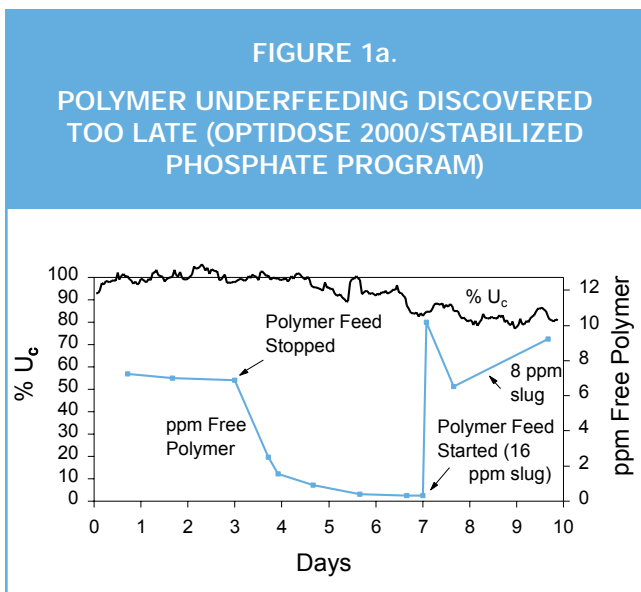 FIGURE 1a.
POLYMER UNDERFEEDING DISCOVERED
TOO LATE (OPTIDOSE 2000/STABILIZED
PHOSPHATE PROGRAM)
% Uc
100
90
80
70
60
50
40
30
20
10
0
Polymer Feed
Stopped
ppm Free
Polymer
% Uc
8 ppm
slug
Polymer Feed
Started (16
ppm slug)
12
10
8
6
4
2
0
ppm Free Polymer
0 1 2 3 4 5 6 7 8 9 10
Days